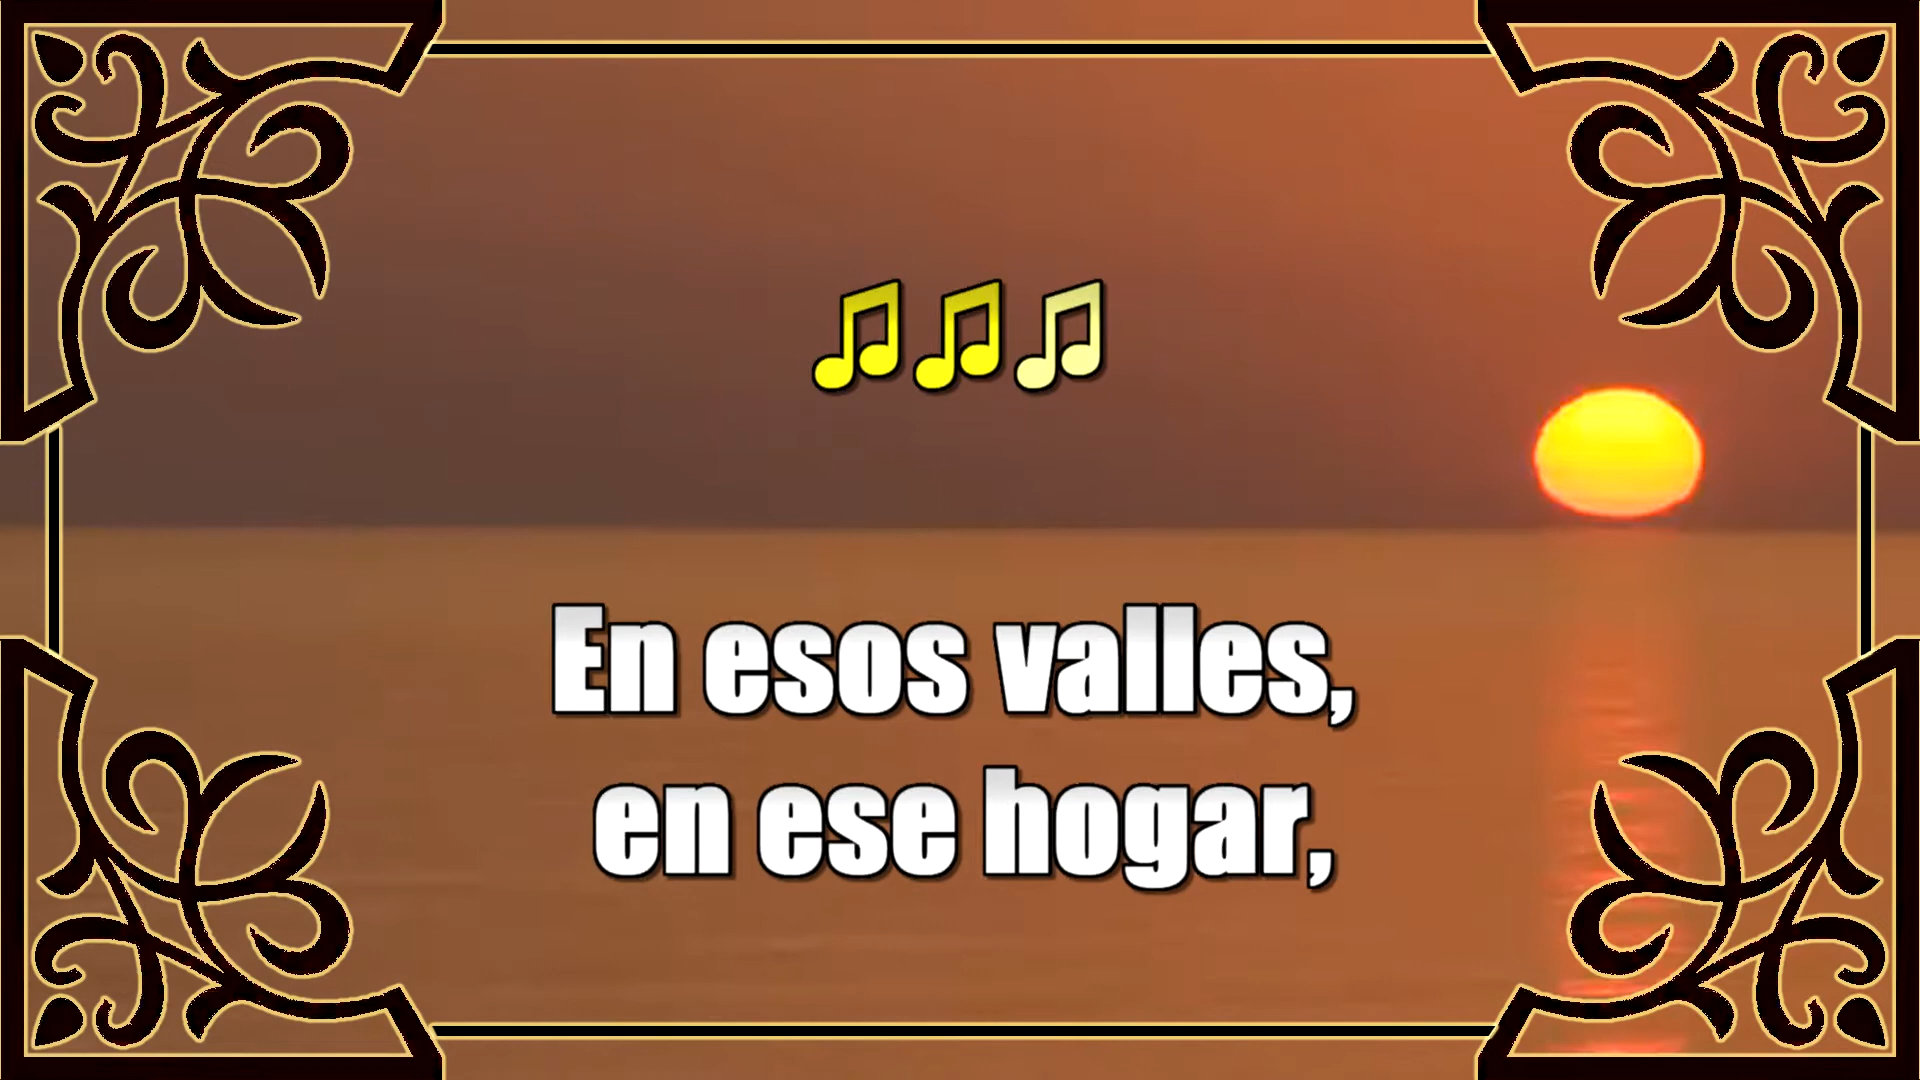 ♫♫♫
En esos valles,
en ese hogar,